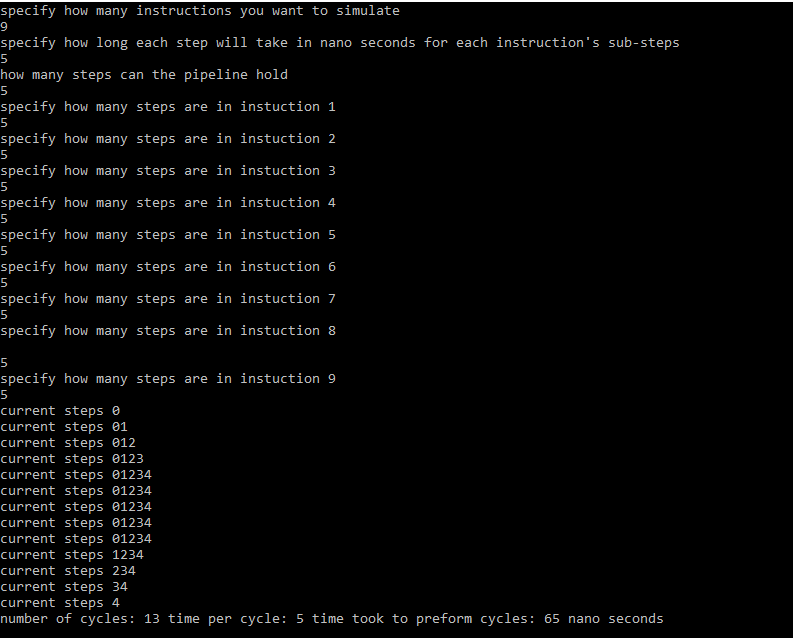 specify how many instructions you want to simulate
9
specify how long each step will take in nano seconds for each instruction's sub-steps
5
how many steps can the pipeline hold
5
specify how many steps are in instuction 1
5
specify how many steps are in instuction 2
5
specify how many steps are in instuction 3
5
specify how many steps are in instuction 4
5
specify how many steps are in instuction 5
5
specify how many steps are in instuction 6
5
specify how many steps are in instuction 7
5
specify how many steps are in instuction 8
5
specify how many steps are in instuction 9
5
current steps 0
current steps 01
current steps 012
current steps 0123
current steps 01234
current steps 01234
current steps 01234
current steps 01234
current steps 01234
current steps 1234
current steps 234
current steps 34
current steps 4
number of cycles: 13 time per cycle: 5 time took to preform cycles: 65 nano seconds